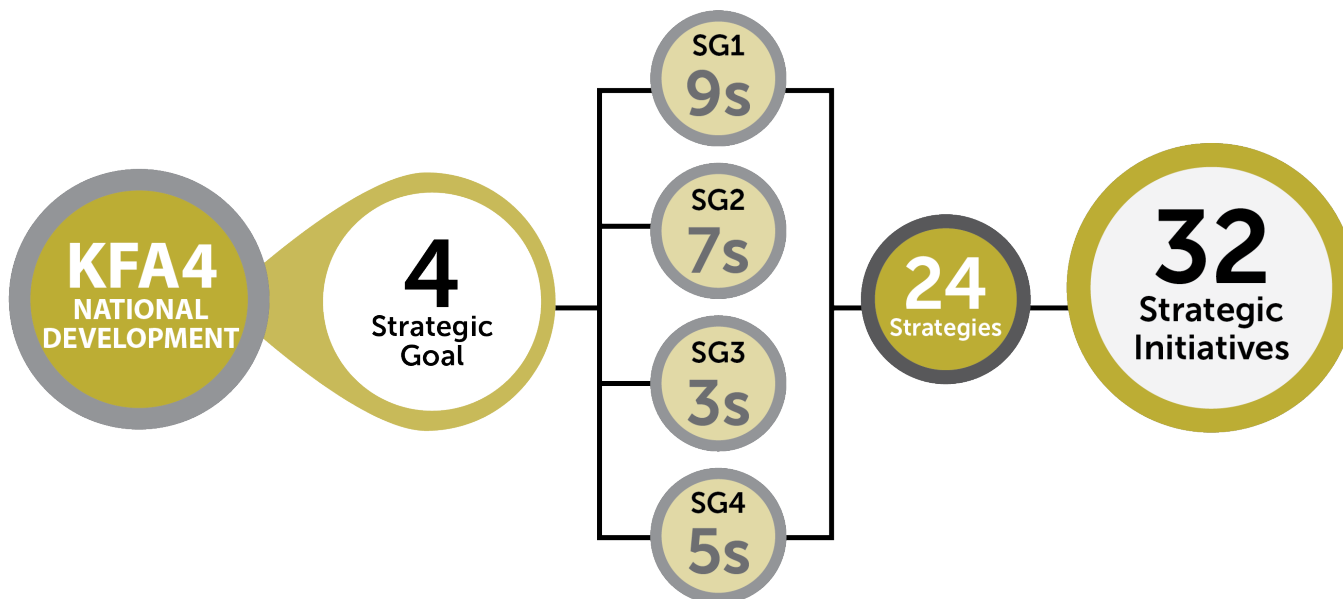 KFA4
NATIONAL
DEVELOPMENT
4
Strategic
Goal
SG1
9s
SG2
7s
SG3
3s
SG4
5s
24
Strategies
32
Strategic
Initiatives